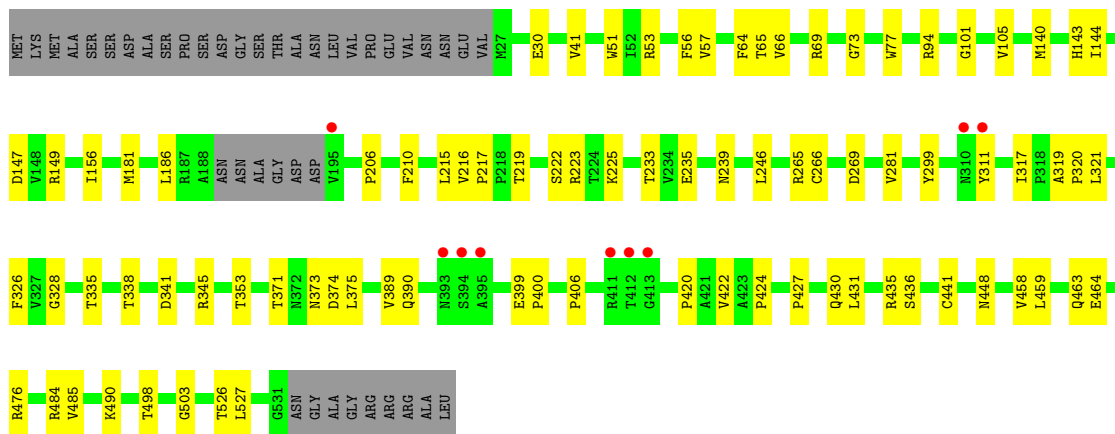 MET LYS MET ALA SER SER ASP ALA SER PRO SER ASP GLY SER THR ALA ASN LEU VAL PRO GLU VAL ASN ASN GLU VAL M27 E30 V41 W51 I52 R53 F56 V57 F64 T65 V66 R69 G73 W77 R94 G101 V105 M140 H143 I144
D147 V148 R149 I156 M181 L186 R187 A188 ASN ASN ALA GLY ASP ASP V195 P206 F210 L215 V216 P217 P218 T219 S222 R223 T224 K225 T233 V234 E235 N239 L246 R265 C266 D269 V281 Y299 N310 Y311 I317 P318 A319 P320 L321
F326 V327 G328 T335 T338 D341 R345 T353 T371 N372 N373 D374 L375 V389 Q390 N393 S394 A395 E399 P400 P406 R411 T412 G413 P420 A421 V422 A423 P424 P427 Q430 L431 R435 S436 C441 N448 V458 L459 Q463 E464
R476 R484 V485 K490 T498 G503 T526 L527 G531 ASN GLY ALA GLY ARG ARG ARG ALA LEU